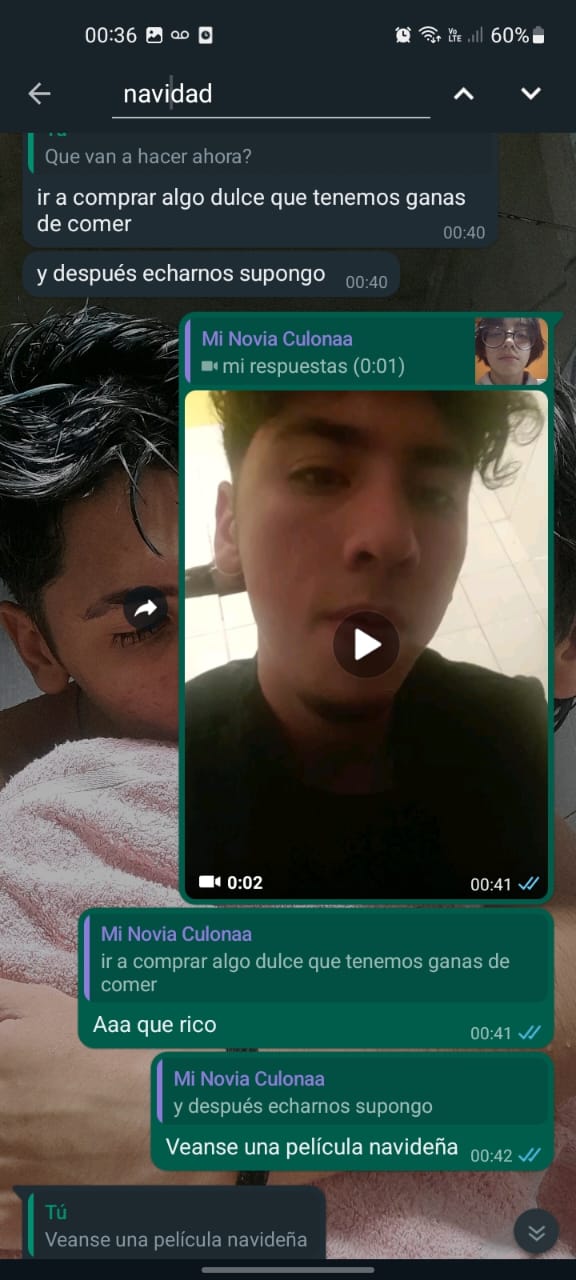 00:36
Vo
LTE
60%
navidad
Tú
Que van a hacer ahora?
ir a comprar algo dulce que tenemos ganas
de comer
00:40
y después echarnos supongo
00:40
Mi Novia Culonaa
mi respuestas (0:01)
0:02
00:41
Mi Novia Culonaa
ir a comprar algo dulce que tenemos ganas de
comer
Aaa que rico
00:41
Mi Novia Culonaa
y después echarnos supongo
Veanse una película navideña
00:42
Tú
Veanse una película navideña